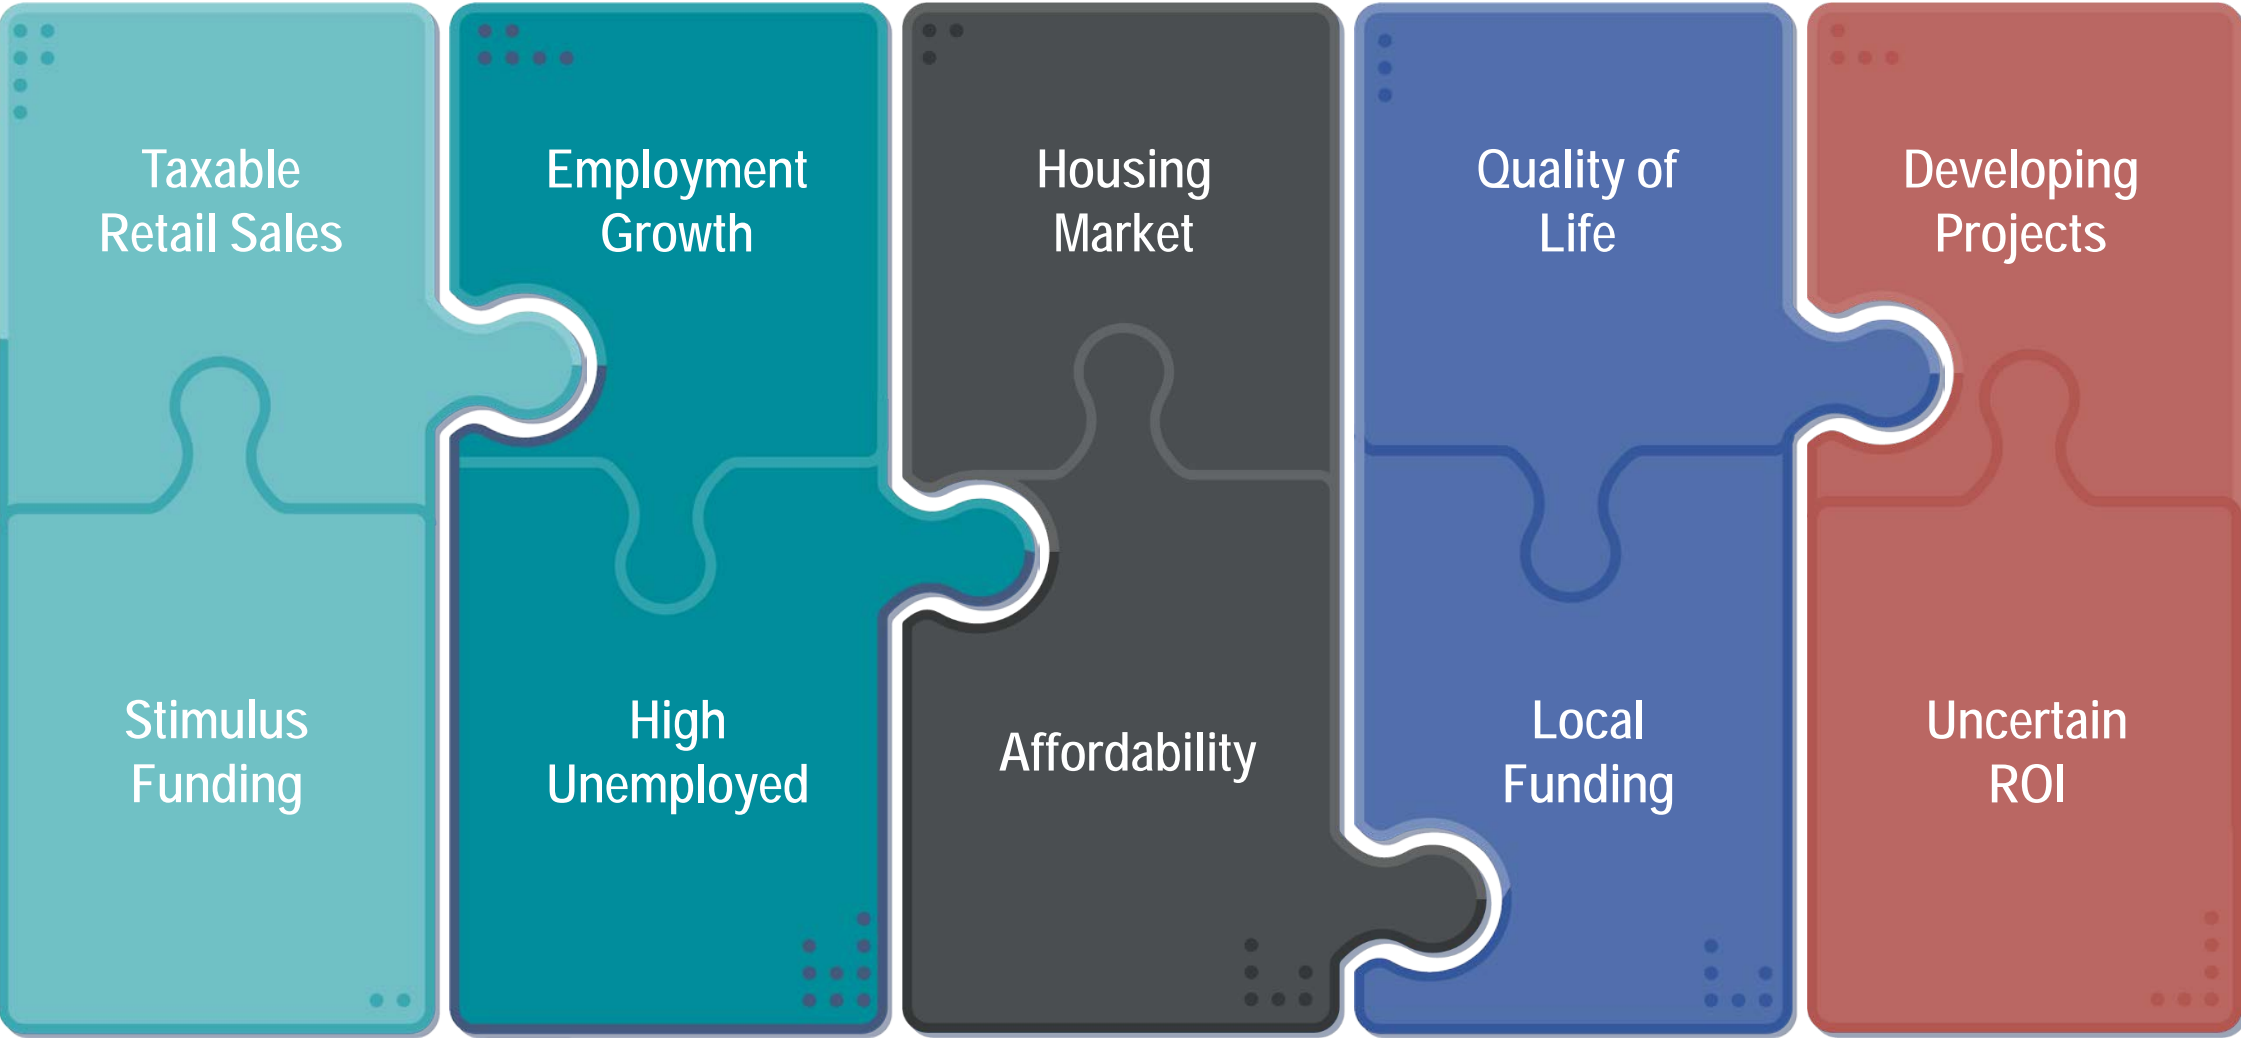 Taxable
Retail Sales
Employment
Growth
Housing
Market
Quality of
Life
Developing
Projects
Stimulus
Funding
High
Unemployed
Affordability
Local
Funding
Uncertain
ROI